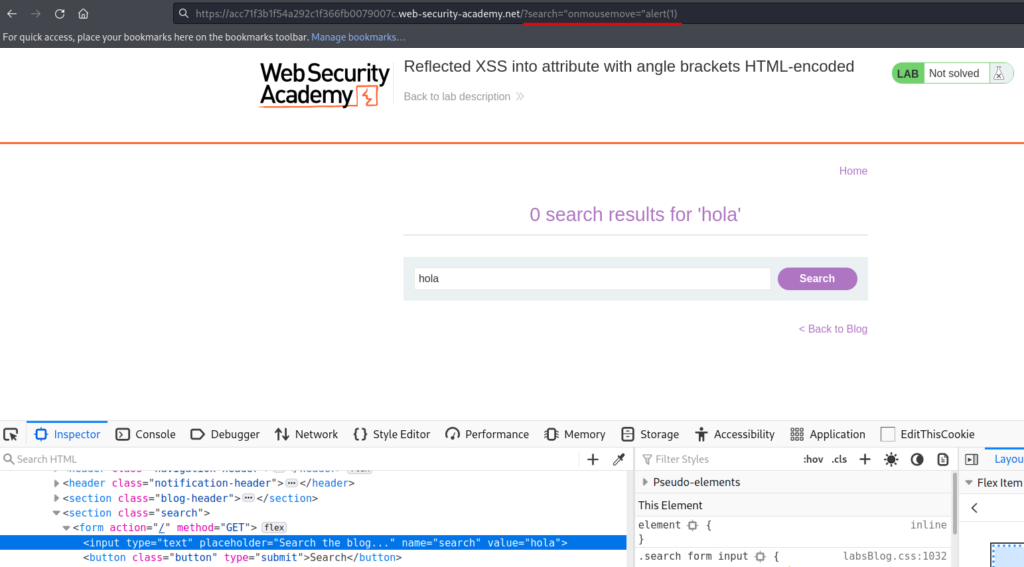 https://acc71f3b1f54a292c1f366fb0079007c.web-security-academy.net/?search="onmousemove="alert(1)
For quick access, place your bookmarks here on the bookmarks toolbar. Manage bookmarks...
Web Security
Academy
Reflected XSS into attribute with angle brackets HTML-encoded
Back to lab description
LAB Not solved
Home
0 search results for 'hola'
hola
Search
< Back to Blog
Inspector Console Debugger Network Style Editor Performance Memory Storage Accessibility Application EditThisCookie
Search HTML
Filter Styles :hov .cls Layou
<header class="notification-header"></header>
<section class="blog-header"></section>
<section class="search">
<form action="/" method="GET"> flex
<input type="text" placeholder="Search the blog..." name="search" value="hola">
<button class="button" type="submit">Search</button>
Pseudo-elements
This Element
element { inline
}
.search form input { labsBlog.css:1032
Flex Item